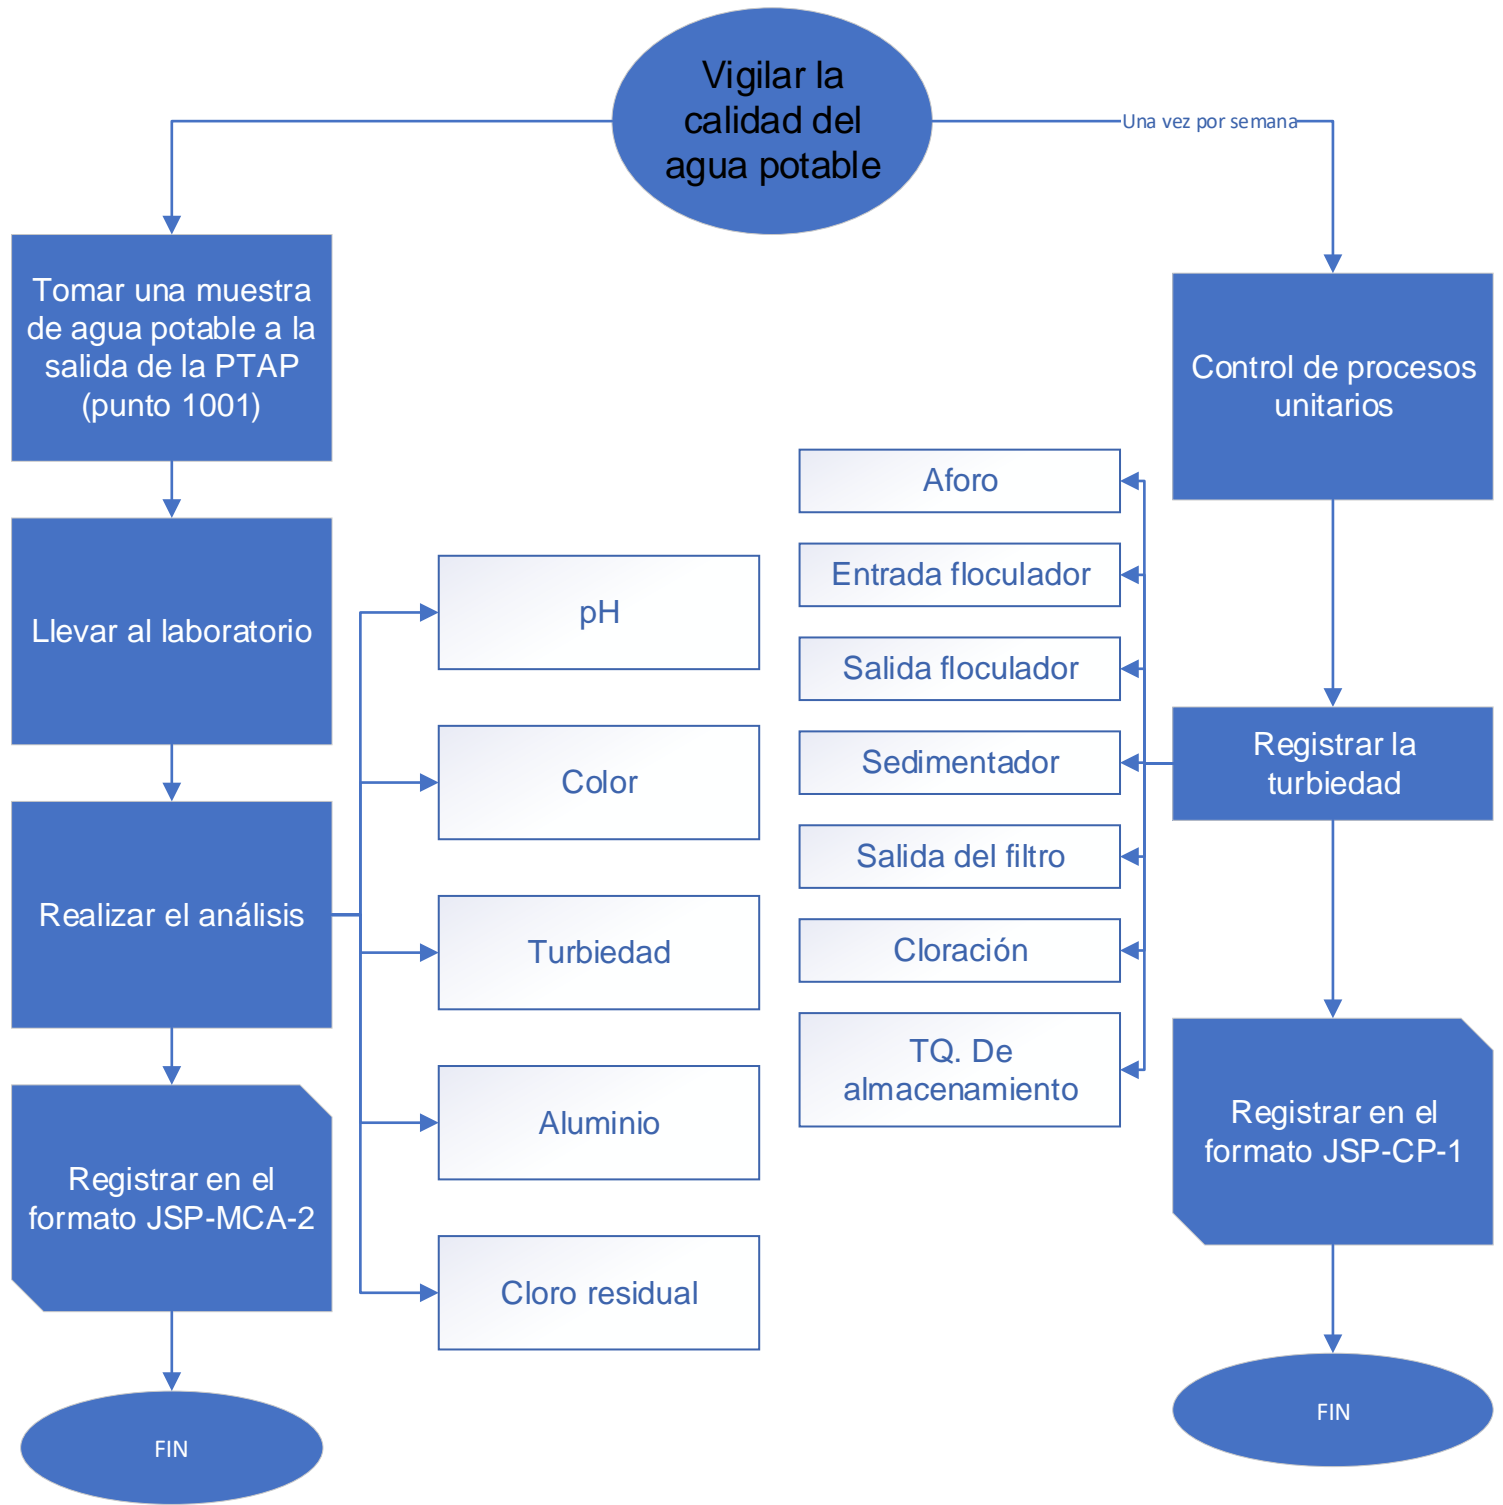 Vigilar la
calidad del
agua potable
Una vez por semana
Tomar una muestra
de agua potable a la
salida de la PTAP
(punto 1001)
Llevar al laboratorio
Realizar el análisis
Registrar en el
formato JSP-MCA-2
FIN
pH
Color
Turbiedad
Aluminio
Cloro residual
Control de procesos
unitarios
Registrar la
turbiedad
Aforo
Entrada floculador
Salida floculador
Sedimentador
Salida del filtro
Cloración
TQ. De
almacenamiento
Registrar en el
formato JSP-CP-1
FIN